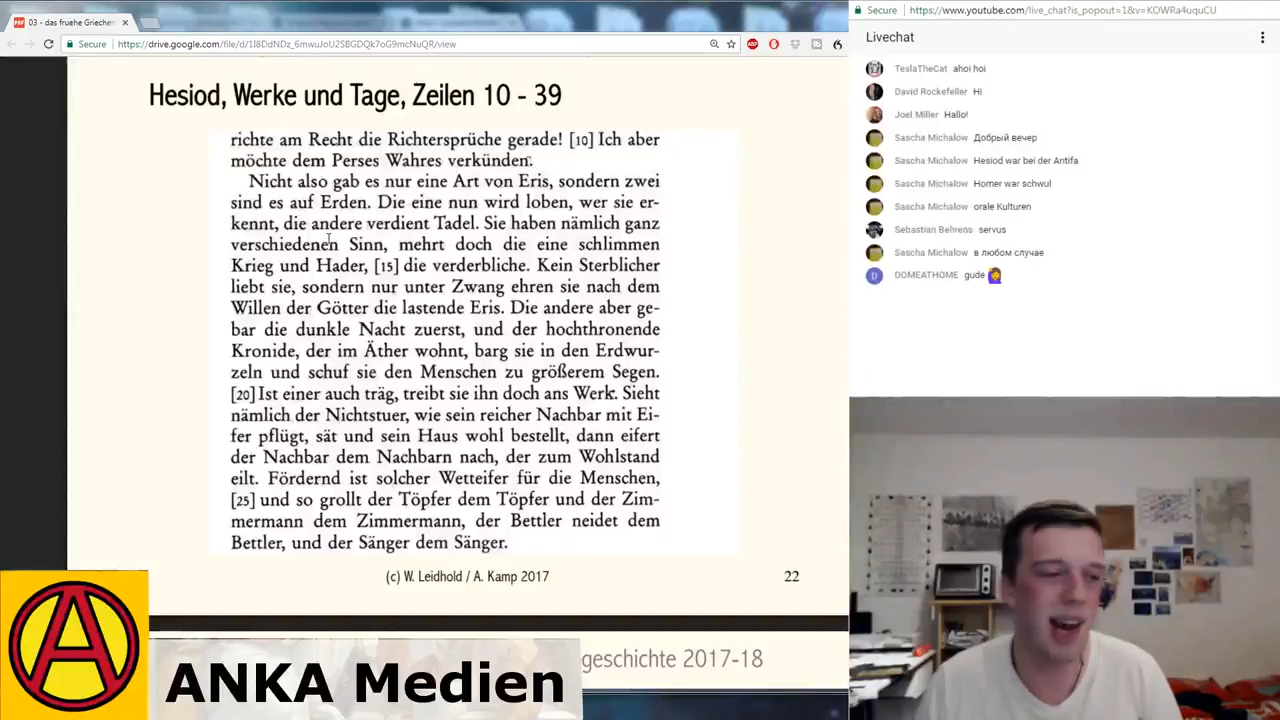 03 - das fruehe Griechen
Secure
https://drive.google.com/file/d/1I8DdNDz_6mwuJoU2SBGDQk7oG9mcNuQR/view
Hesiod, Werke und Tage, Zeilen 10 - 39
richte am Recht die Richtersprüche gerade! [10] Ich aber
möchte dem Perses Wahres verkünden.
Nicht also gab es nur eine Art von Eris, sondern zwei
sind es auf Erden. Die eine nun wird loben, wer sie er-
kennt, die andere verdient Tadel. Sie haben nämlich ganz
verschiedenen Sinn, mehrt doch die eine schlimmen
Krieg und Hader, [15] die verderbliche. Kein Sterblicher
liebt sie, sondern nur unter Zwang ehren sie nach dem
Willen der Götter die lastende Eris. Die andere aber ge-
bar die dunkle Nacht zuerst, und der hochthronende
Kronide, der im Äther wohnt, barg sie in den Erdwur-
zeln und schuf sie den Menschen zu größerem Segen.
[20] Ist einer auch träg, treibt sie ihn doch ans Werk. Sieht
nämlich der Nichtstuer, wie sein reicher Nachbar mit Ei-
fer pflügt, sät und sein Haus wohl bestellt, dann eifert
der Nachbar dem Nachbarn nach, der zum Wohlstand
eilt. Fördernd ist solcher Wetteifer für die Menschen,
[25] und so grollt der Töpfer dem Töpfer und der Zim-
mermann dem Zimmermann, der Bettler neidet dem
Bettler, und der Sänger dem Sänger.
(c) W. Leidhold / A. Kamp 2017
22
geschichte 2017-18
A
ANKA Medien
Secure
https://www.youtube.com/live_chat?is_popout=1&v=KOWRa4uquCU
Livechat
TeslaTheCat ahoi hoi
David Rockefeller Hi
Joel Miller Hallo!
Sascha Michalow Добрый вечер
Sascha Michalow Hesiod war bei der Antifa
Sascha Michalow Homer war schwul
Sascha Michalow orale Kulturen
Sebastian Behrens servus
Sascha Michalow в любом случае
D DOMEATHOME gude